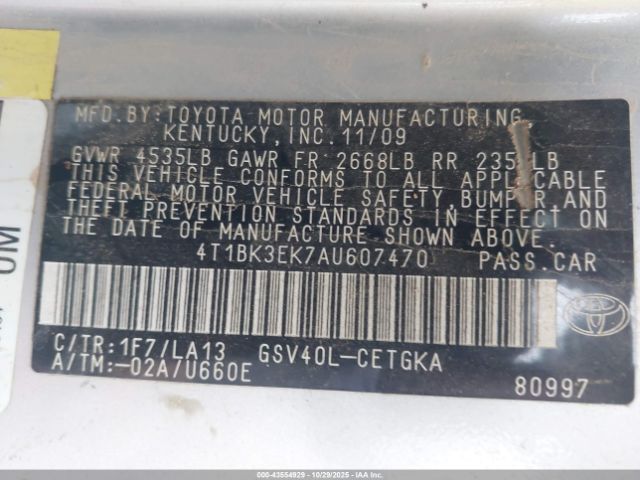 MFD.BY:TOYOTA MOTOR MANUFACTURING
KENTUCKY,INC.11/09
GVWR 4535LB GAWR FR 2668LB RR LB
THIS VEHICLE CONFORMS TO ALL APPLICABLE
FEDERAL MOTOR VEHICLE SAFETY,BUMPER,AND
THEFT PREVENTION STANDARDS IN EFFECT ON
THE DATE OF MANUFACTURE SHOWN ABOVE.
4T1BK3EK7AU607470 PASS.CAR
C/TR:1F7/LA13 GSV40L-CETGKA
A/TM:-02A/U660E
80997
UM
000-43554929 - 10/29/2025 - IAAI